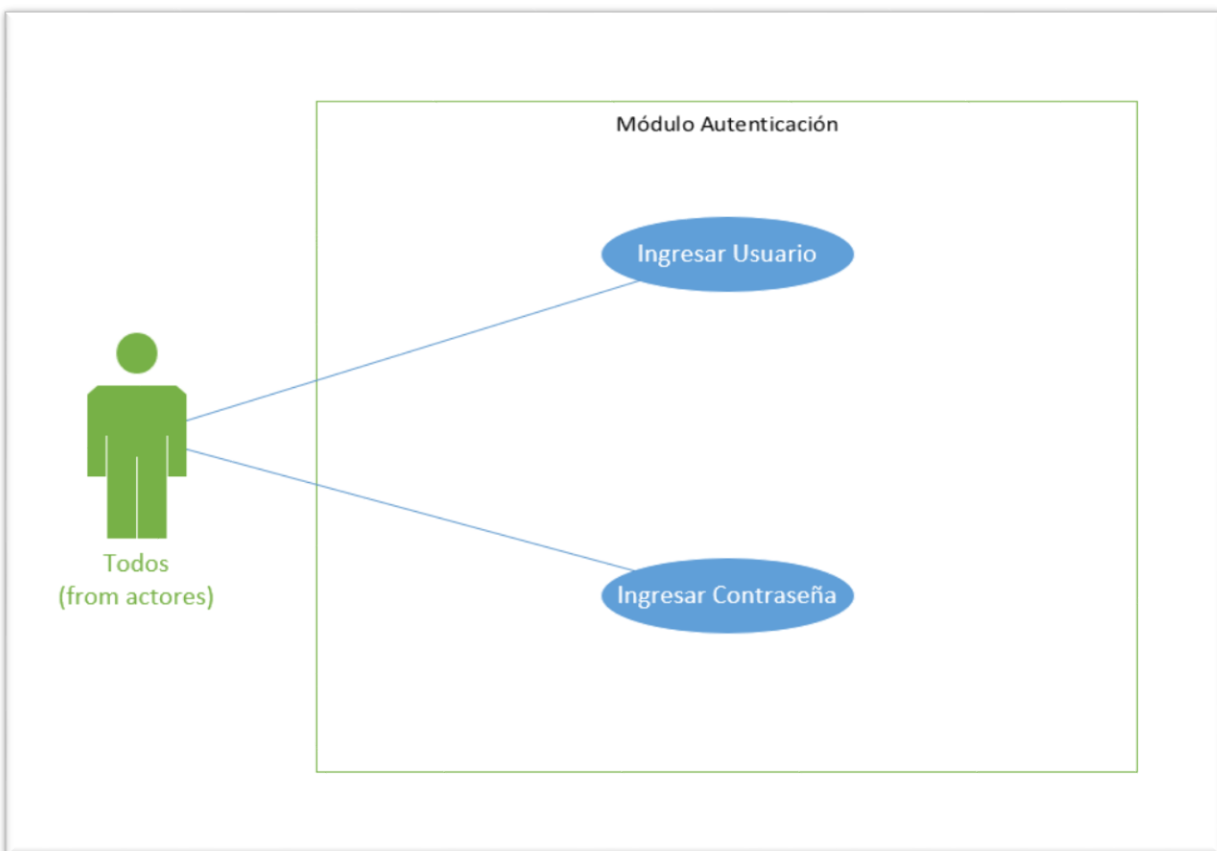 Módulo Autenticación
Ingresar Usuario
Todos
(from actores)
Ingresar Contraseña